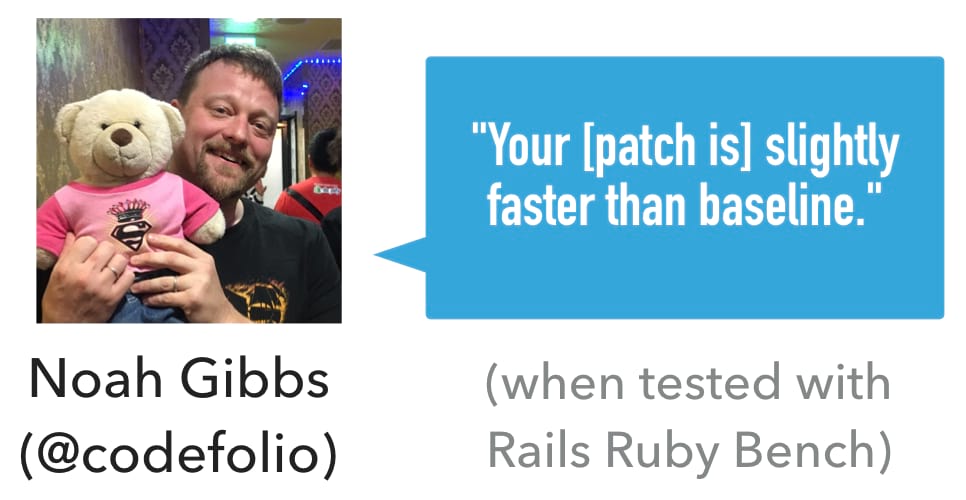 "Your [patch is] slightly
faster than baseline."
Noah Gibbs
(@codefolio)
(when tested with
Rails Ruby Bench)